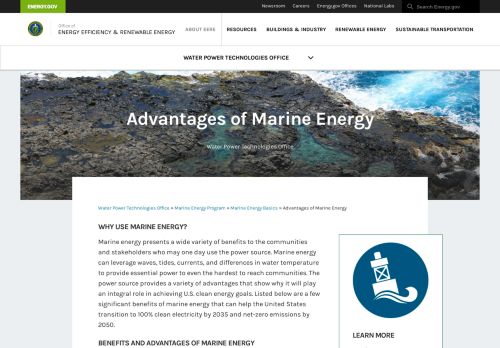 ENERGY.GOV
Newsroom Careers Energy.gov Offices National Labs Search Energy.gov
Office of
ENERGY EFFICIENCY & RENEWABLE ENERGY
ABOUT EERE RESOURCES BUILDINGS & INDUSTRY RENEWABLE ENERGY SUSTAINABLE TRANSPORTATION
WATER POWER TECHNOLOGIES OFFICE
Advantages of Marine Energy
Water Power Technologies Office
Water Power Technologies Office » Marine Energy Program » Marine Energy Basics » Advantages of Marine Energy
WHY USE MARINE ENERGY?
Marine energy presents a wide variety of benefits to the communities
and stakeholders who may one day use the power source. Marine energy
can leverage waves, tides, currents, and differences in water temperature
to provide essential power to even the hardest to reach communities. The
power source provides a variety of advantages that show why it will play
an integral role in achieving U.S. clean energy goals. Listed below are a few
significant benefits of marine energy that can help the United States
transition to 100% clean electricity by 2035 and net-zero emissions by
2050.
LEARN MORE
BENEFITS AND ADVANTAGES OF MARINE ENERGY